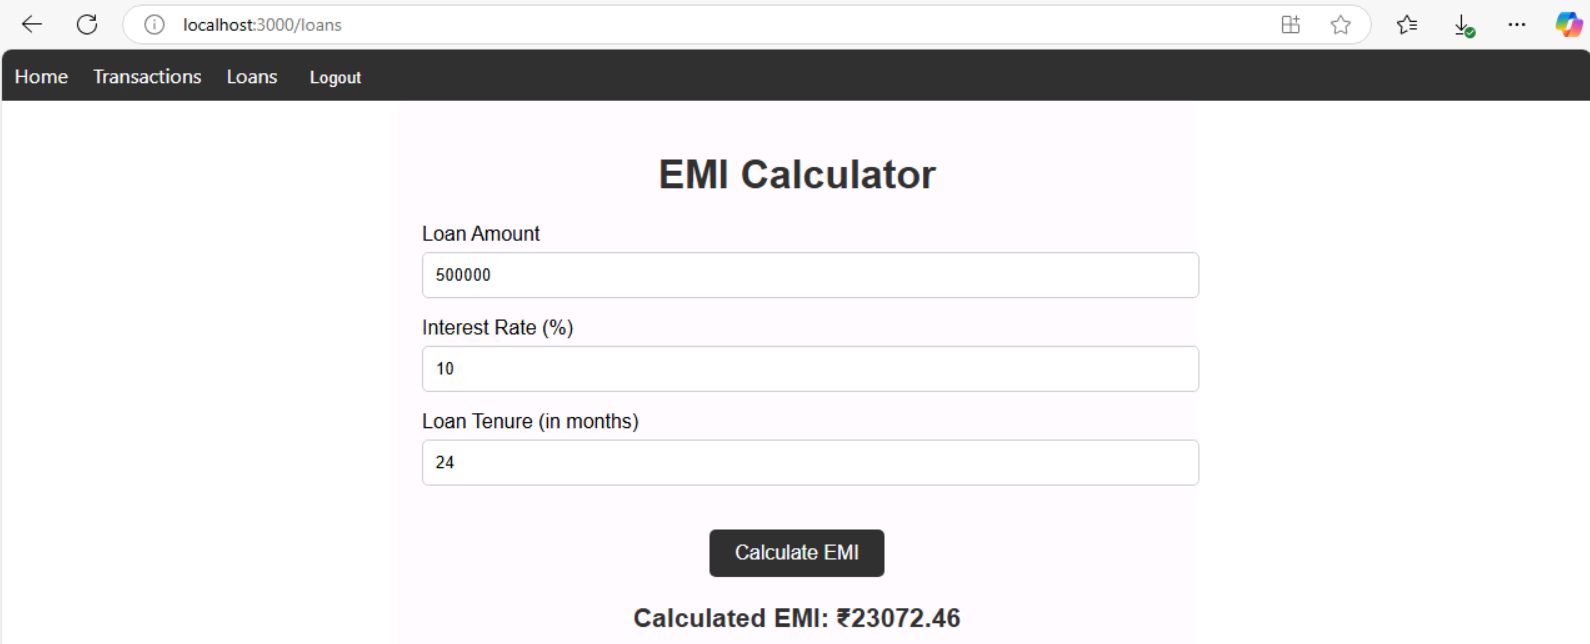 localhost:3000/loans
Home Transactions Loans Logout
EMI Calculator
Loan Amount
500000
Interest Rate (%)
10
Loan Tenure (in months)
24
Calculate EMI
Calculated EMI: ₹23072.46